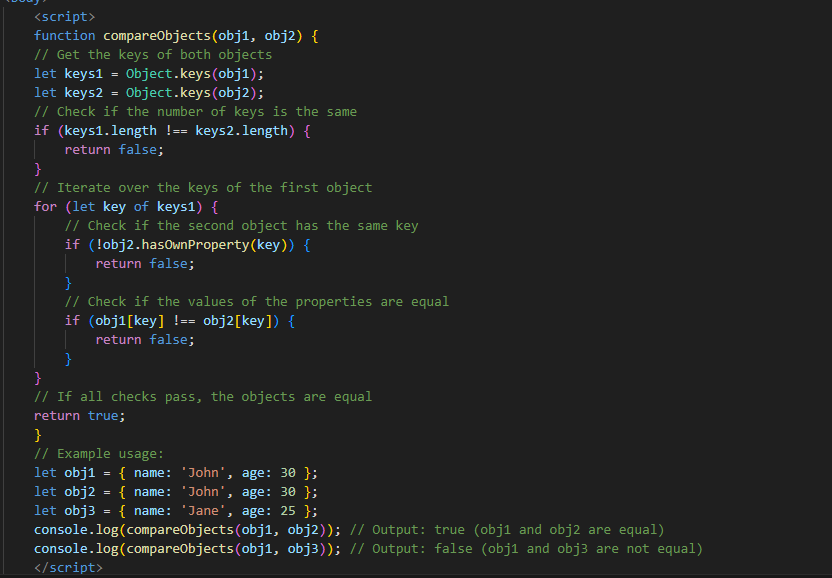 <body>
<script>
function compareObjects(obj1, obj2) {
// Get the keys of both objects
let keys1 = Object.keys(obj1);
let keys2 = Object.keys(obj2);
// Check if the number of keys is the same
if (keys1.length !== keys2.length) {
    return false;
}
// Iterate over the keys of the first object
for (let key of keys1) {
    // Check if the second object has the same key
    if (!obj2.hasOwnProperty(key)) {
        return false;
    }
    // Check if the values of the properties are equal
    if (obj1[key] !== obj2[key]) {
        return false;
    }
}
// If all checks pass, the objects are equal
return true;
}
// Example usage:
let obj1 = { name: 'John', age: 30 };
let obj2 = { name: 'John', age: 30 };
let obj3 = { name: 'Jane', age: 25 };
console.log(compareObjects(obj1, obj2)); // Output: true (obj1 and obj2 are equal)
console.log(compareObjects(obj1, obj3)); // Output: false (obj1 and obj3 are not equal)
</script>